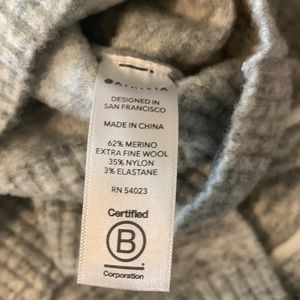 ATHLETA
DESIGNED IN
SAN FRANCISCO
MADE IN CHINA
62% MERINO
EXTRA FINE WOOL
35% NYLON
3% ELASTANE
RN 54023
Certified
B
Corporation